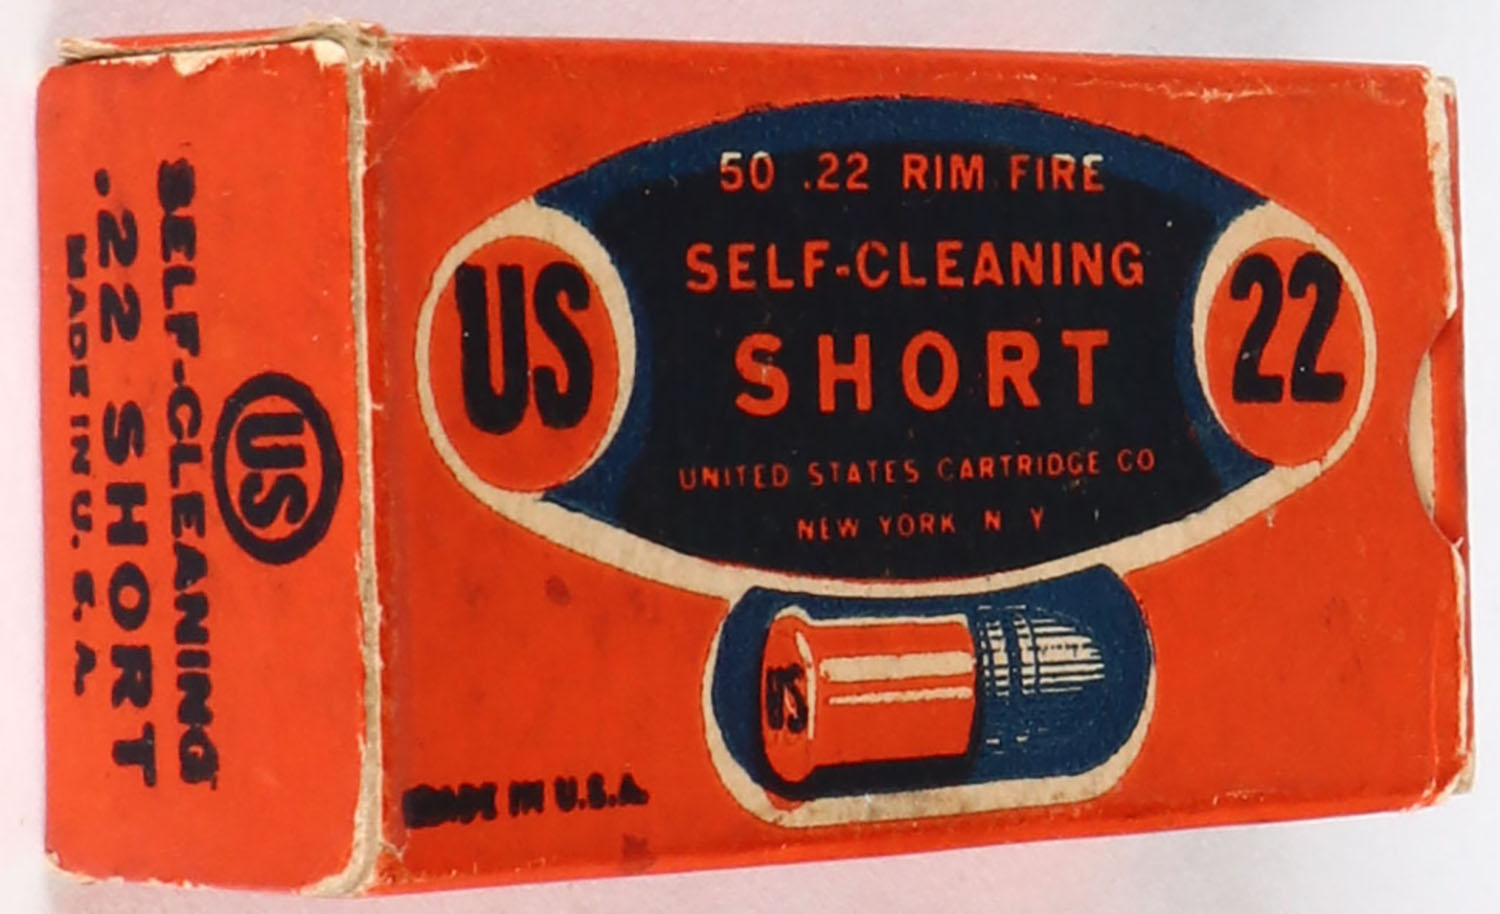 50 .22 RIM FIRE
SELF-CLEANING
SHORT
UNITED STATES CARTRIDGE CO
NEW YORK N Y
US
22
US
MADE IN U.S.A.
US
SELF-CLEANING
.22 SHORT
MADE IN U.S.A.